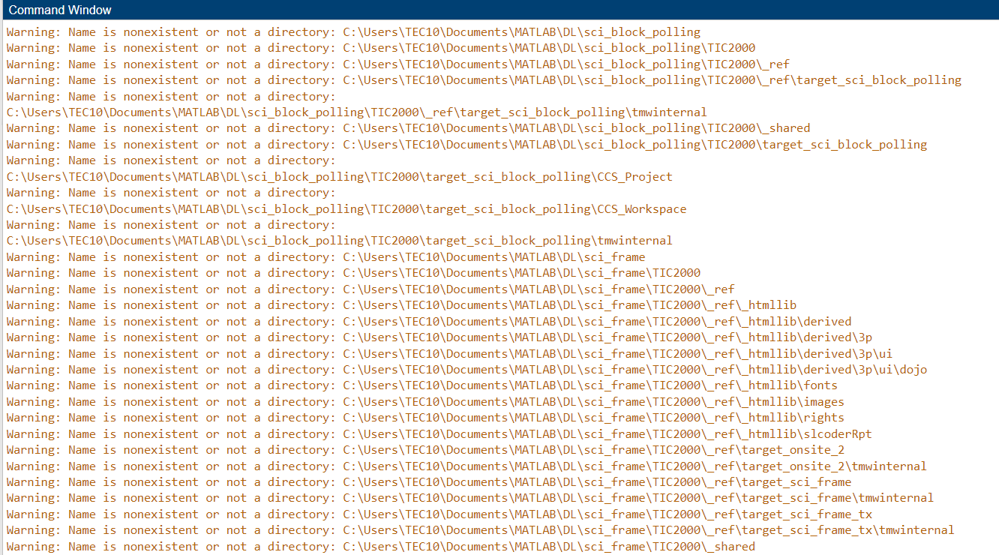 Command Window
Warning: Name is nonexistent or not a directory: C:\Users\TEC10\Documents\MATLAB\DL\sci_block_polling
Warning: Name is nonexistent or not a directory: C:\Users\TEC10\Documents\MATLAB\DL\sci_block_polling\TIC2000
Warning: Name is nonexistent or not a directory: C:\Users\TEC10\Documents\MATLAB\DL\sci_block_polling\TIC2000\_ref
Warning: Name is nonexistent or not a directory: C:\Users\TEC10\Documents\MATLAB\DL\sci_block_polling\TIC2000\_ref\target_sci_block_polling
Warning: Name is nonexistent or not a directory:
C:\Users\TEC10\Documents\MATLAB\DL\sci_block_polling\TIC2000\_ref\target_sci_block_polling\tmwinternal
Warning: Name is nonexistent or not a directory: C:\Users\TEC10\Documents\MATLAB\DL\sci_block_polling\TIC2000\_shared
Warning: Name is nonexistent or not a directory: C:\Users\TEC10\Documents\MATLAB\DL\sci_block_polling\TIC2000\target_sci_block_polling
Warning: Name is nonexistent or not a directory:
C:\Users\TEC10\Documents\MATLAB\DL\sci_block_polling\TIC2000\target_sci_block_polling\CCS_Project
Warning: Name is nonexistent or not a directory:
C:\Users\TEC10\Documents\MATLAB\DL\sci_block_polling\TIC2000\target_sci_block_polling\CCS_Workspace
Warning: Name is nonexistent or not a directory:
C:\Users\TEC10\Documents\MATLAB\DL\sci_block_polling\TIC2000\target_sci_block_polling\tmwinternal
Warning: Name is nonexistent or not a directory: C:\Users\TEC10\Documents\MATLAB\DL\sci_frame
Warning: Name is nonexistent or not a directory: C:\Users\TEC10\Documents\MATLAB\DL\sci_frame\TIC2000
Warning: Name is nonexistent or not a directory: C:\Users\TEC10\Documents\MATLAB\DL\sci_frame\TIC2000\_ref
Warning: Name is nonexistent or not a directory: C:\Users\TEC10\Documents\MATLAB\DL\sci_frame\TIC2000\_ref\_htmllib
Warning: Name is nonexistent or not a directory: C:\Users\TEC10\Documents\MATLAB\DL\sci_frame\TIC2000\_ref\_htmllib\derived
Warning: Name is nonexistent or not a directory: C:\Users\TEC10\Documents\MATLAB\DL\sci_frame\TIC2000\_ref\_htmllib\derived\3p
Warning: Name is nonexistent or not a directory: C:\Users\TEC10\Documents\MATLAB\DL\sci_frame\TIC2000\_ref\_htmllib\derived\3p\ui
Warning: Name is nonexistent or not a directory: C:\Users\TEC10\Documents\MATLAB\DL\sci_frame\TIC2000\_ref\_htmllib\derived\3p\ui\dojo
Warning: Name is nonexistent or not a directory: C:\Users\TEC10\Documents\MATLAB\DL\sci_frame\TIC2000\_ref\_htmllib\fonts
Warning: Name is nonexistent or not a directory: C:\Users\TEC10\Documents\MATLAB\DL\sci_frame\TIC2000\_ref\_htmllib\images
Warning: Name is nonexistent or not a directory: C:\Users\TEC10\Documents\MATLAB\DL\sci_frame\TIC2000\_ref\_htmllib\rights
Warning: Name is nonexistent or not a directory: C:\Users\TEC10\Documents\MATLAB\DL\sci_frame\TIC2000\_ref\_htmllib\slcoderRpt
Warning: Name is nonexistent or not a directory: C:\Users\TEC10\Documents\MATLAB\DL\sci_frame\TIC2000\_ref\target_onsite_2
Warning: Name is nonexistent or not a directory: C:\Users\TEC10\Documents\MATLAB\DL\sci_frame\TIC2000\_ref\target_onsite_2\tmwinternal
Warning: Name is nonexistent or not a directory: C:\Users\TEC10\Documents\MATLAB\DL\sci_frame\TIC2000\_ref\target_sci_frame
Warning: Name is nonexistent or not a directory: C:\Users\TEC10\Documents\MATLAB\DL\sci_frame\TIC2000\_ref\target_sci_frame\tmwinternal
Warning: Name is nonexistent or not a directory: C:\Users\TEC10\Documents\MATLAB\DL\sci_frame\TIC2000\_ref\target_sci_frame_tx
Warning: Name is nonexistent or not a directory: C:\Users\TEC10\Documents\MATLAB\DL\sci_frame\TIC2000\_ref\target_sci_frame_tx\tmwinternal
Warning: Name is nonexistent or not a directory: C:\Users\TEC10\Documents\MATLAB\DL\sci_frame\TIC2000\_shared